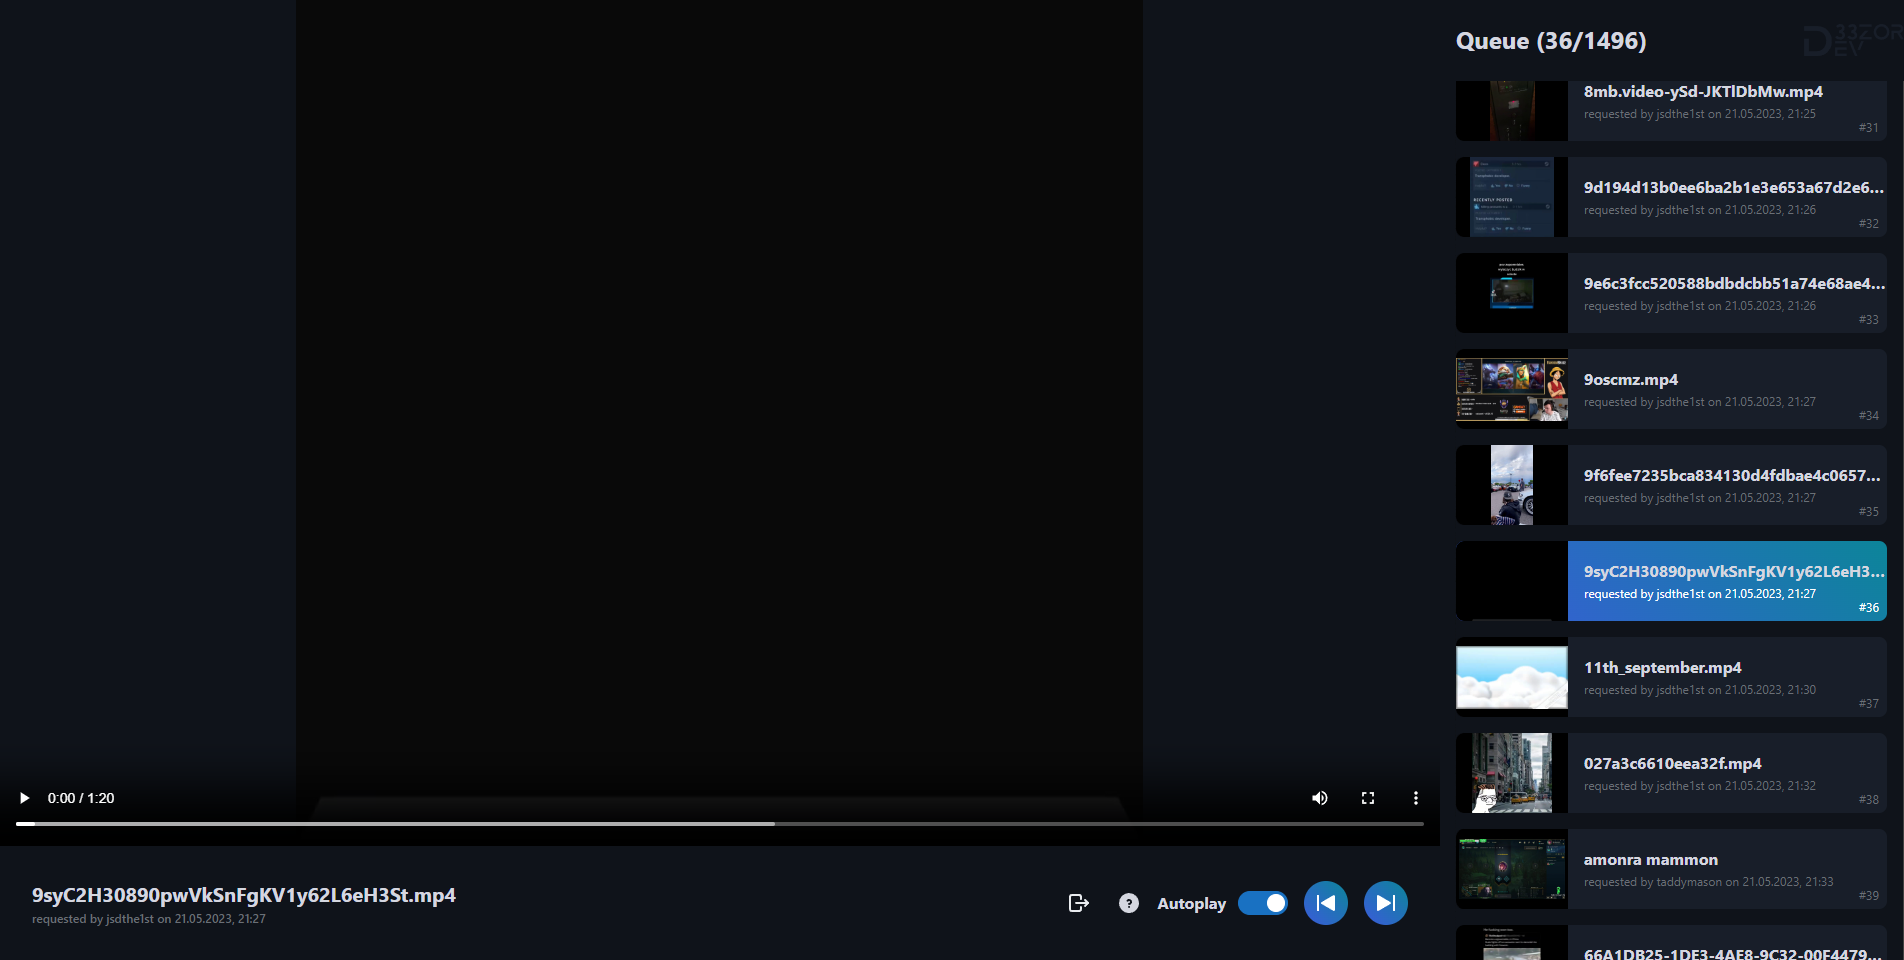 Queue (36/1496)
D33ZOR
DEV
8mb.video-ySd-JKTlDbMw.mp4
requested by jsdthe1st on 21.05.2023, 21:25
#31
9d194d13b0ee6ba2b1e3e653a67d2e6...
requested by jsdthe1st on 21.05.2023, 21:26
#32
RECENTLY POSTED
9e6c3fcc520588bdbdcbb51a74e68ae4...
requested by jsdthe1st on 21.05.2023, 21:26
#33
9oscmz.mp4
requested by jsdthe1st on 21.05.2023, 21:27
#34
9f6fee7235bca834130d4fdbae4c0657...
requested by jsdthe1st on 21.05.2023, 21:27
#35
9syC2H30890pwVkSnFgKV1y62L6eH3...
requested by jsdthe1st on 21.05.2023, 21:27
#36
11th_september.mp4
requested by jsdthe1st on 21.05.2023, 21:30
#37
027a3c6610eea32f.mp4
requested by jsdthe1st on 21.05.2023, 21:32
#38
amonra mammon
requested by taddymason on 21.05.2023, 21:33
#39
66A1DB25-1DE3-4AE8-9C32-00F4479...
0:00 / 1:20
9syC2H30890pwVkSnFgKV1y62L6eH3St.mp4
requested by jsdthe1st on 21.05.2023, 21:27
?
Autoplay